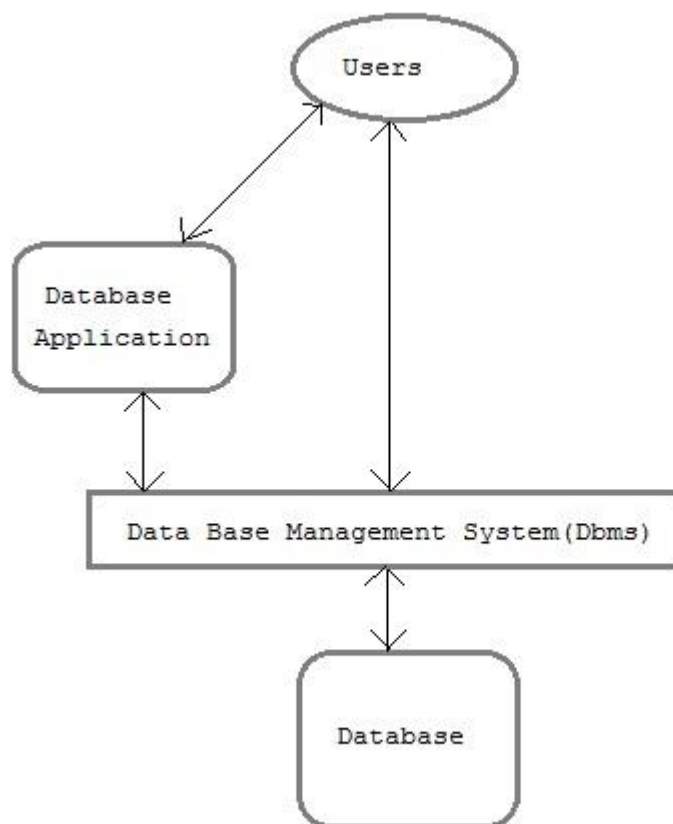 Users
Database
Application
Data Base Management System(Dbms)
Database